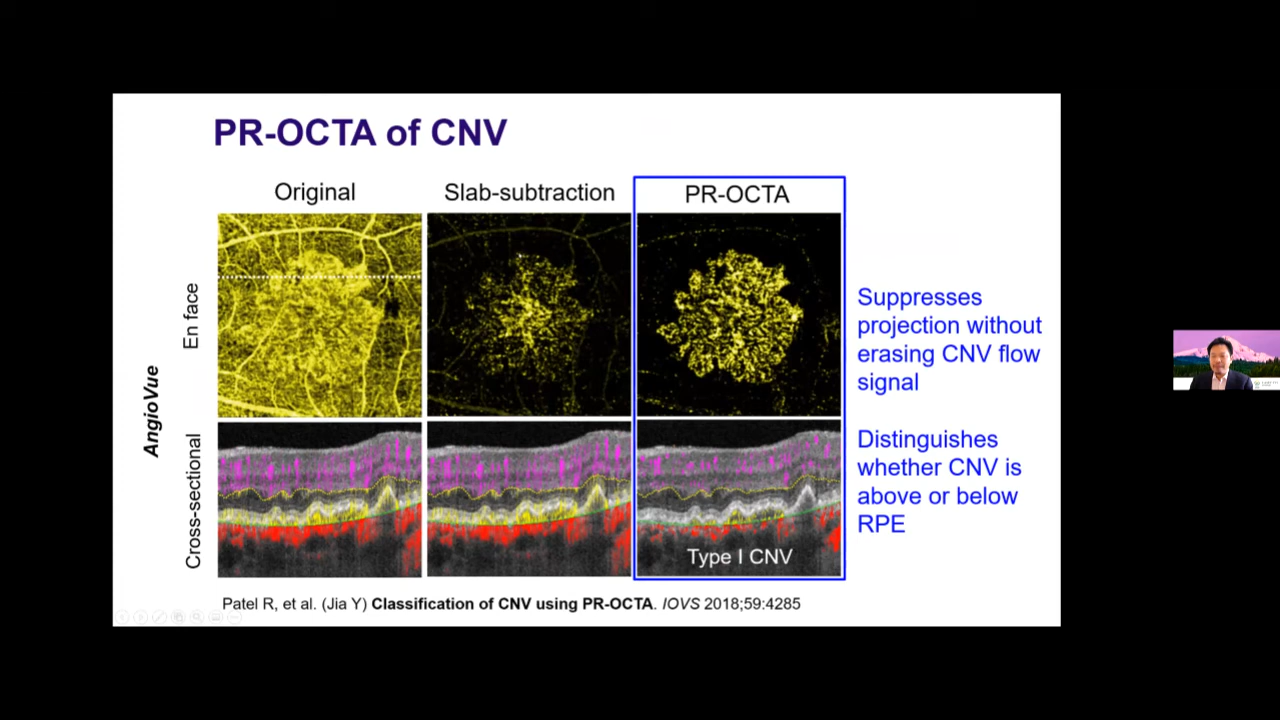 PR-OCTA of CNV
Original
Slab-subtraction
PR-OCTA
AngioVue
En face
Cross-sectional
Type I CNV
Suppresses
projection without
erasing CNV flow
signal
Distinguishes
whether CNV is
above or below
RPE
Patel R, et al. (Jia Y) Classification of CNV using PR-OCTA. IOVS 2018;59:4285